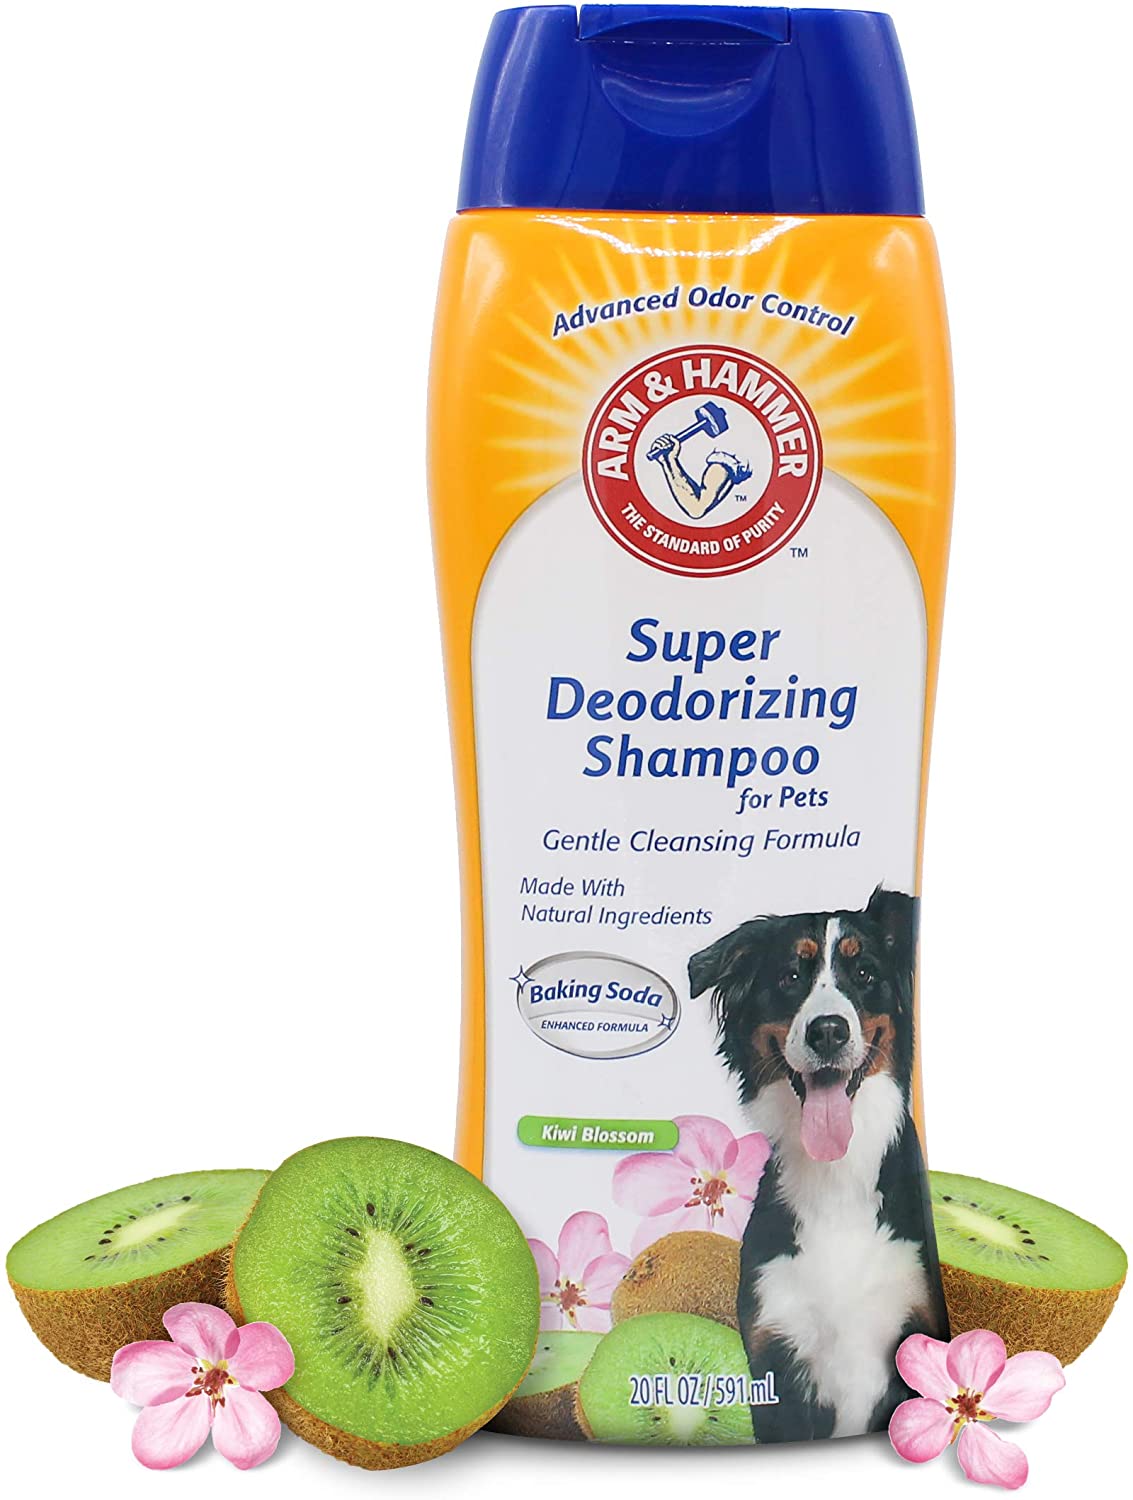 Advanced Odor Control
ARM & HAMMER
TM
THE STANDARD OF PURITY
TM
Super
Deodorizing
Shampoo
for Pets
Gentle Cleansing Formula
Made With
Natural Ingredients
Baking Soda
ENHANCED FORMULA
Kiwi Blossom
20 FL OZ / 591 mL